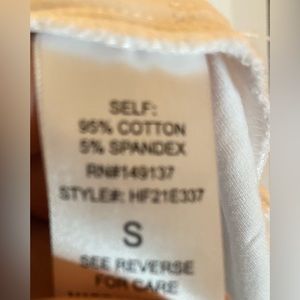 SELF:
95% COTTON
5% SPANDEX
RN#149137
STYLE#: HF21E337
S
SEE REVERSE
FOR CARE